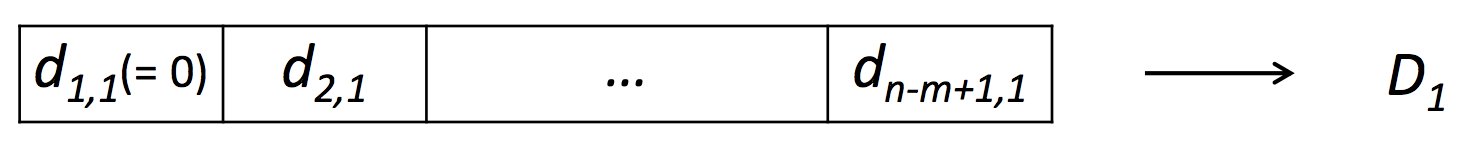 d1,1(= 0) d2,1 ... dn-m+1,1 ⟶ D1